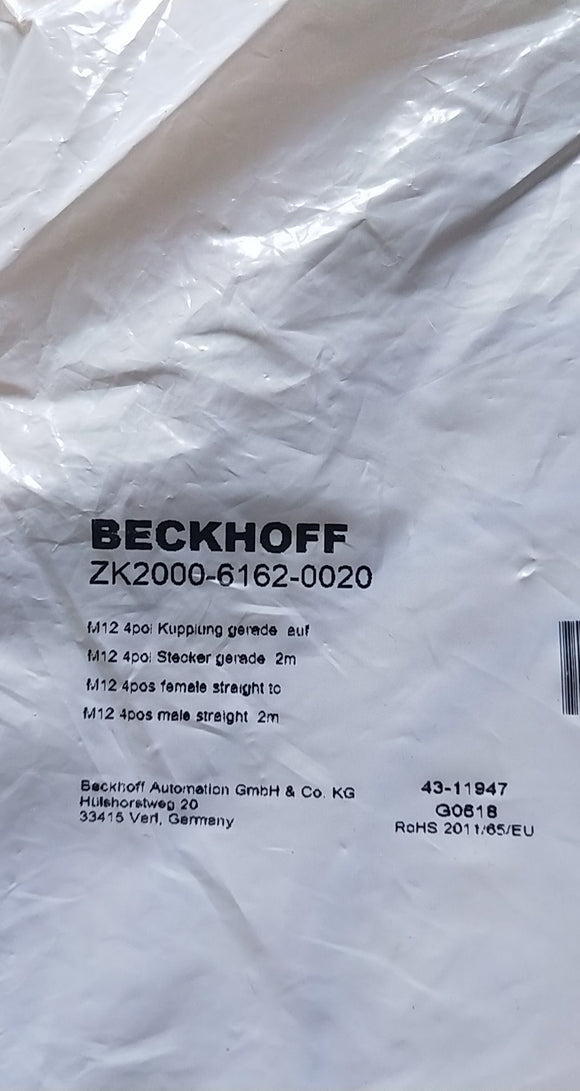 BECKHOFF
ZK2000-6162-0020
M12 4pol Kupplung gerade auf
M12 4pol Stecker gerade 2m
M12 4pos female straight to
M12 4pos male straight 2m
Beckhoff Automation GmbH & Co. KG
Hülshorstweg 20
33415 Verl, Germany
43-11947
G0618
RoHS 2011/65/EU